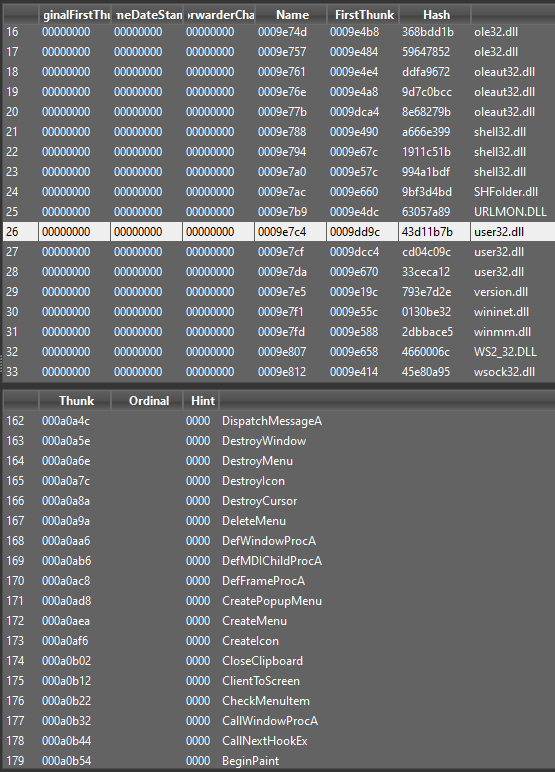 ginalFirstThu neDateStan orwarderCha Name FirstThunk Hash
16 00000000 00000000 00000000 0009e74d 0009e4b8 368bdd1b ole32.dll
17 00000000 00000000 00000000 0009e757 0009e484 59647852 ole32.dll
18 00000000 00000000 00000000 0009e761 0009e4e4 ddfa9672 oleaut32.dll
19 00000000 00000000 00000000 0009e76e 0009e4a8 9d7c0bcc oleaut32.dll
20 00000000 00000000 00000000 0009e77b 0009dca4 8e68279b oleaut32.dll
21 00000000 00000000 00000000 0009e788 0009e490 a666e399 shell32.dll
22 00000000 00000000 00000000 0009e794 0009e67c 1911c51b shell32.dll
23 00000000 00000000 00000000 0009e7a0 0009e57c 994a1bdf shell32.dll
24 00000000 00000000 00000000 0009e7ac 0009e660 9bf3d4bd SHFolder.dll
25 00000000 00000000 00000000 0009e7b9 0009e4dc 63057a89 URLMON.DLL
26 00000000 00000000 00000000 0009e7c4 0009dd9c 43d11b7b user32.dll
27 00000000 00000000 00000000 0009e7cf 0009dcc4 cd04c09c user32.dll
28 00000000 00000000 00000000 0009e7da 0009e670 33ceca12 user32.dll
29 00000000 00000000 00000000 0009e7e5 0009e19c 793e7d2e version.dll
30 00000000 00000000 00000000 0009e7f1 0009e55c 0130be32 wininet.dll
31 00000000 00000000 00000000 0009e7fd 0009e588 2dbbace5 winmm.dll
32 00000000 00000000 00000000 0009e807 0009e658 4660006c WS2_32.DLL
33 00000000 00000000 00000000 0009e812 0009e414 45e80a95 wsock32.dll
Thunk Ordinal Hint
162 000a0a4c 0000 DispatchMessageA
163 000a0a5e 0000 DestroyWindow
164 000a0a6e 0000 DestroyMenu
165 000a0a7c 0000 DestroyIcon
166 000a0a8a 0000 DestroyCursor
167 000a0a9a 0000 DeleteMenu
168 000a0aa6 0000 DefWindowProcA
169 000a0ab6 0000 DefMDIChildProcA
170 000a0ac8 0000 DefFrameProcA
171 000a0ad8 0000 CreatePopupMenu
172 000a0aea 0000 CreateMenu
173 000a0af6 0000 CreateIcon
174 000a0b02 0000 CloseClipboard
175 000a0b12 0000 ClientToScreen
176 000a0b22 0000 CheckMenuItem
177 000a0b32 0000 CallWindowProcA
178 000a0b44 0000 CallNextHookEx
179 000a0b54 0000 BeginPaint